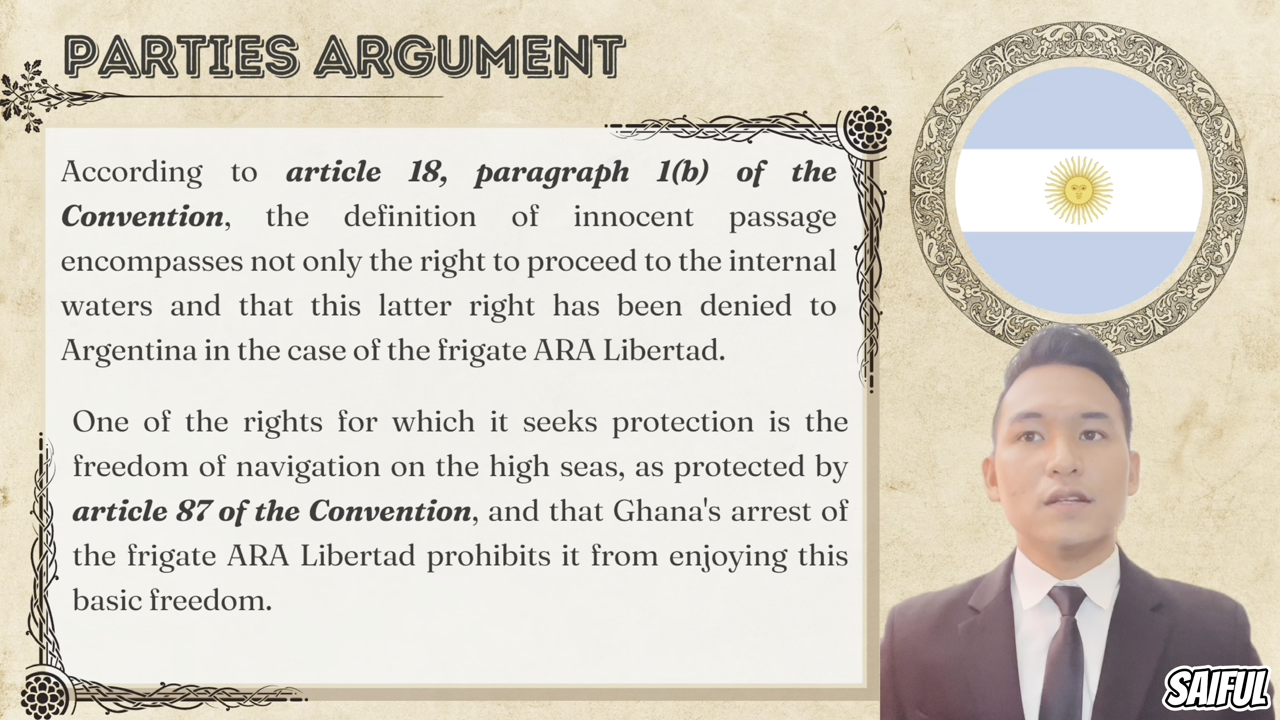 PARTIES ARGUMENT
According to article 18, paragraph 1(b) of the
Convention, the definition of innocent passage
encompasses not only the right to proceed to the internal
waters and that this latter right has been denied to
Argentina in the case of the frigate ARA Libertad.
One of the rights for which it seeks protection is the
freedom of navigation on the high seas, as protected by
article 87 of the Convention, and that Ghana's arrest of
the frigate ARA Libertad prohibits it from enjoying this
basic freedom.
SAIFUL